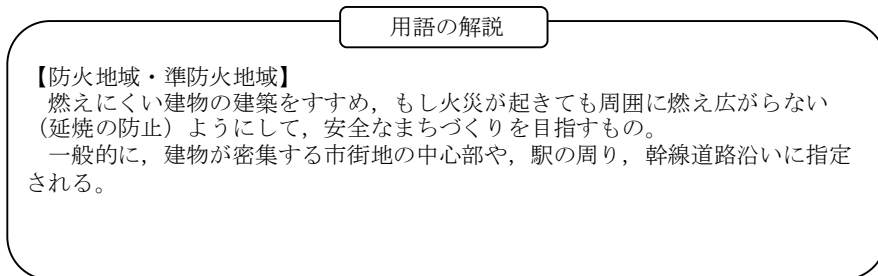 用語の解説
【防火地域・準防火地域】
燃えにくい建物の建築をすすめ，もし火災が起きても周囲に燃え広がらない
（延焼の防止）ようにして，安全なまちづくりを目指すもの。
一般的に，建物が密集する市街地の中心部や，駅の周り，幹線道路沿いに指定
される。